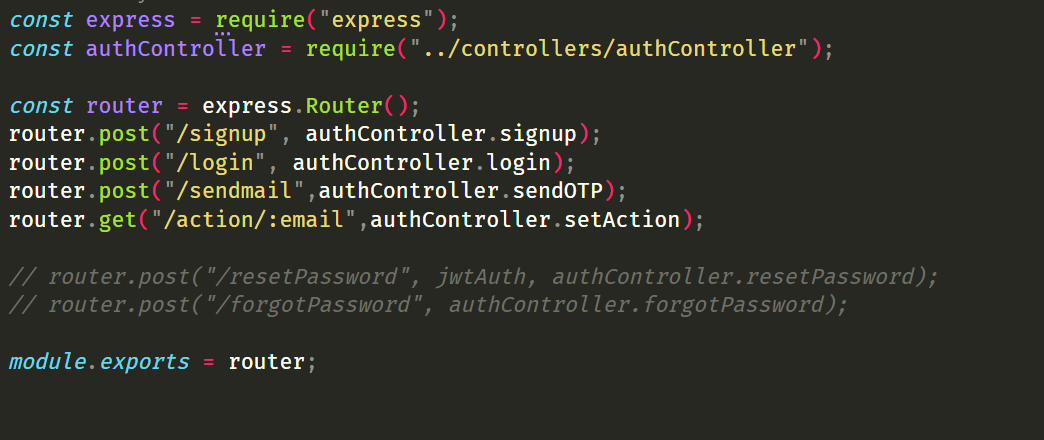 const express = require("express");
const authController = require("../controllers/authController");
const router = express.Router();
router.post("/signup", authController.signup);
router.post("/login", authController.login);
router.post("/sendmail",authController.sendOTP);
router.get("/action/:email",authController.setAction);
// router.post("/resetPassword", jwtAuth, authController.resetPassword);
// router.post("/forgotPassword", authController.forgotPassword);
module.exports = router;